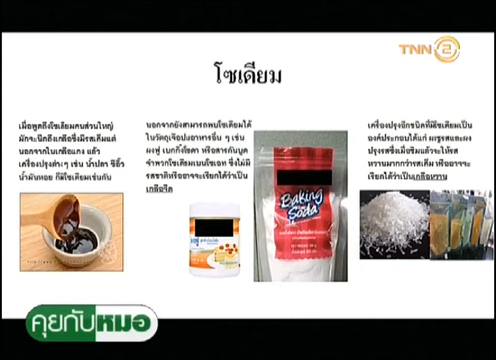 TNN 2
โซเดียม
เมื่อพูดถึงโซเดียมคนส่วนใหญ่
มักจะนึกถึงเกลือซึ่งมีรสเค็มแต่
นอกจากในเกลือแกง แล้ว
เครื่องปรุงต่างๆ เช่น น้ำปลา ซีอิ๊ว
น้ำมันหอย ก็มีโซเดียมเช่นกัน
นอกจากยังสามารถพบโซเดียมได้
ในวัตถุเจือปนอาหารอื่น ๆ เช่น
ผงฟู เบกกิ้งโซดา หรือสารกันบูด
จำพวกโซเดียมเบนโซเอท ซึ่งไม่มี
รสชาติหรืออาจจะเรียกได้ว่าเป็น
เกลือจืด
เครื่องปรุงอีกชนิดที่มีโซเดียมเป็น
องค์ประกอบได้แก่ ผงชูรสและผง
ปรุงรสซึ่งเมื่อชิมแล้วจะให้รส
หวานมากกว่ารสเค็ม หรืออาจจะ
เรียกได้ว่าเป็นเกลือหวาน
Baking
Soda
คุยกับหมอ